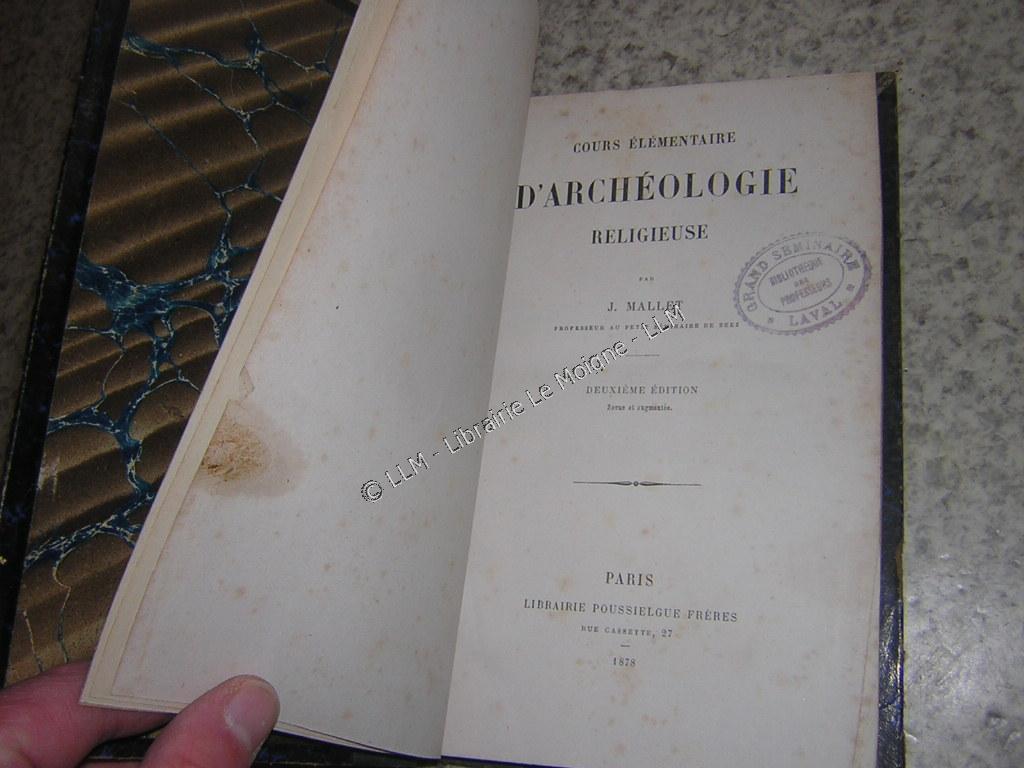 COURS ÉLÉMENTAIRE
D'ARCHÉOLOGIE
RELIGIEUSE
PAR
J. MALLET
PROFESSEUR AU PETIT SÉMINAIRE DE SEEZ
DEUXIÈME ÉDITION
Revue et augmentée.
PARIS
LIBRAIRIE POUSSIELGUE FRÈRES
RUE CASSETTE, 27
1878
GRAND SEMINAIRE
BIBLIOTHEQUE
DES
PROFESSEURS
* LAVAL *
© LLM - Librairie Le Moigne - LLM